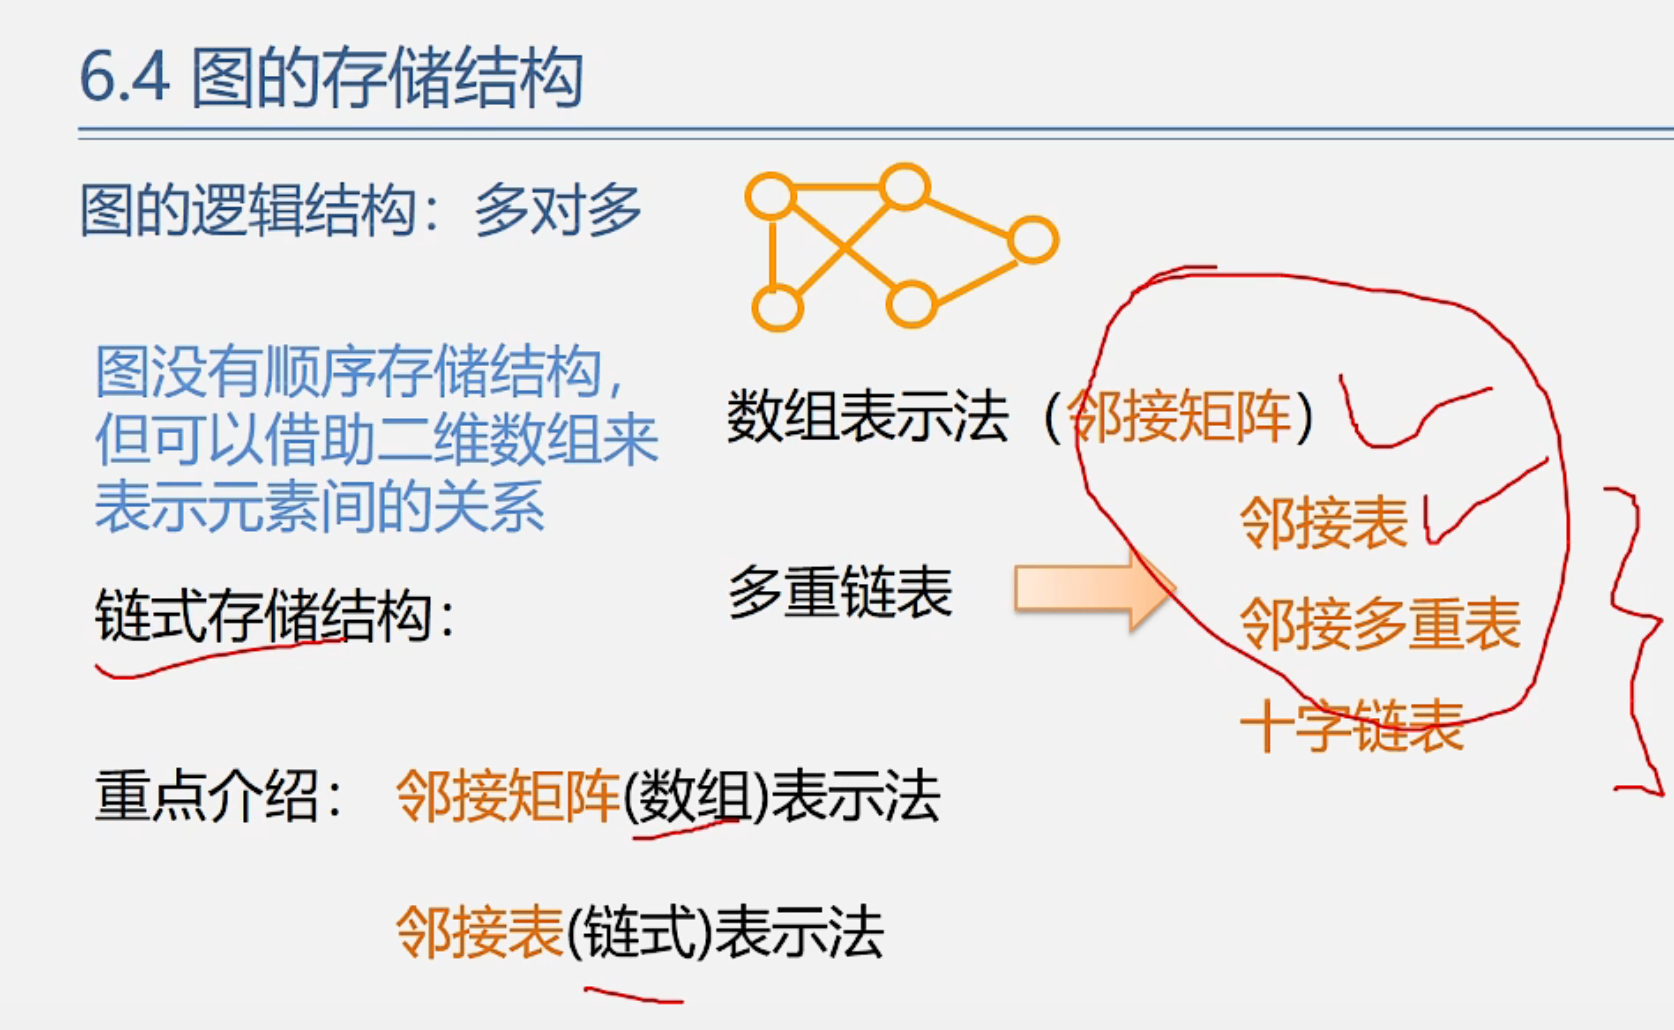 6.4 图的存储结构
图的逻辑结构：多对多
图没有顺序存储结构，
但可以借助二维数组来
表示元素间的关系
数组表示法（邻接矩阵）
链式存储结构：
多重链表
邻接表
邻接多重表
十字链表
重点介绍： 邻接矩阵(数组)表示法
邻接表(链式)表示法